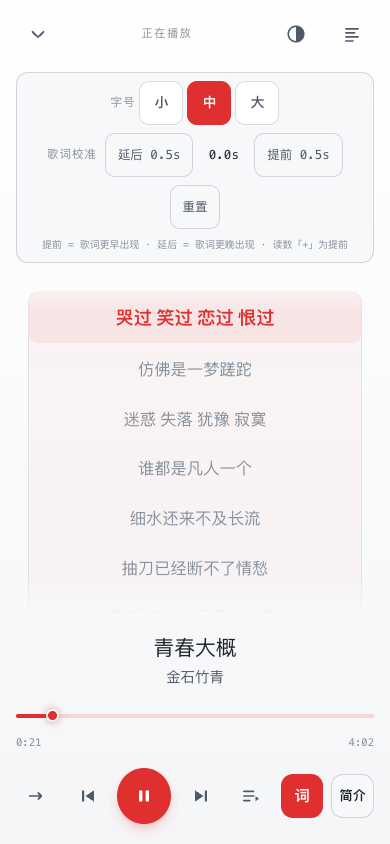 正在播放
字号 小 中 大
歌词校准 延后 0.5s 0.0s 提前 0.5s
重置
提前 = 歌词更早出现 · 延后 = 歌词更晚出现 · 读数「+」为提前
哭过 笑过 恋过 恨过
仿佛是一梦蹉跎
迷惑 失落 犹豫 寂寞
谁都是凡人一个
细水还来不及长流
抽刀已经断不了情愁
青春大概
金石竹青
0:21 4:02
词 简介